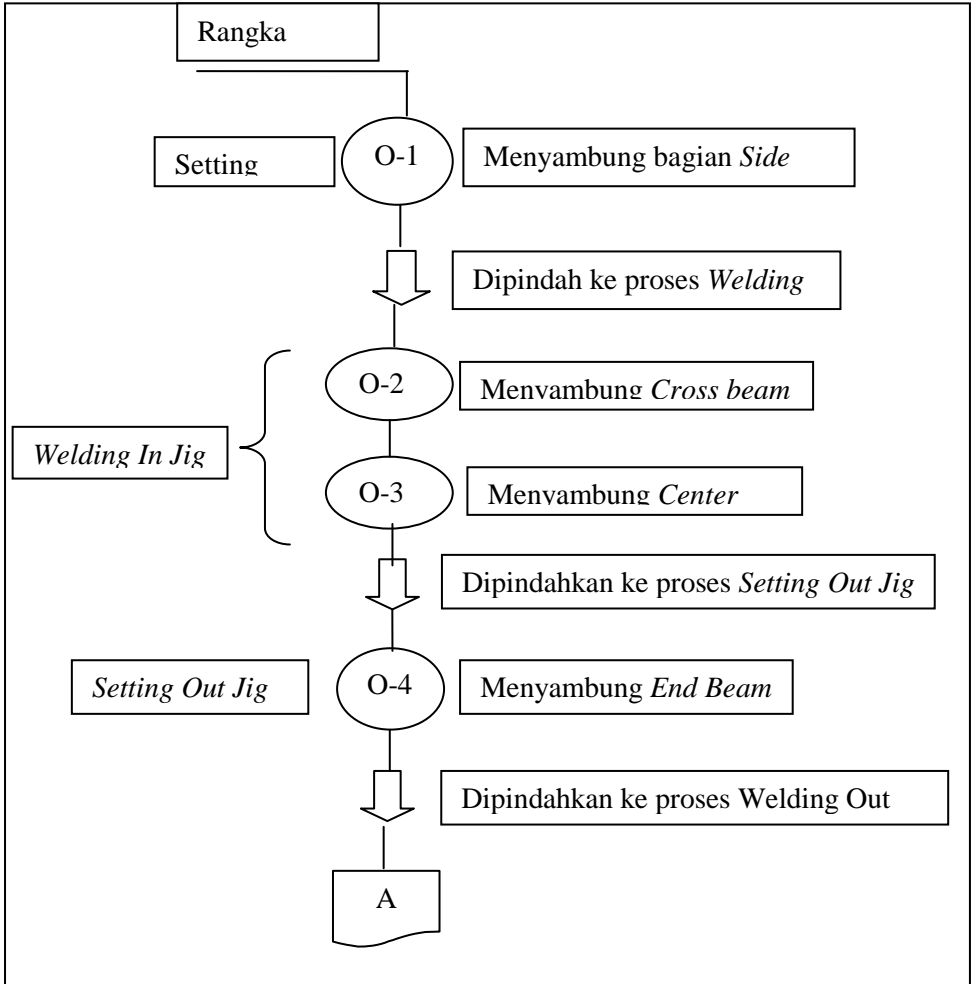 Rangka
Setting
O-1
Menyambung bagian Side
Dipindah ke proses Welding
O-2
Menyambung Cross beam
Welding In Jig
O-3
Menyambung Center
Dipindahkan ke proses Setting Out Jig
Setting Out Jig
O-4
Menyambung End Beam
Dipindahkan ke proses Welding Out
A